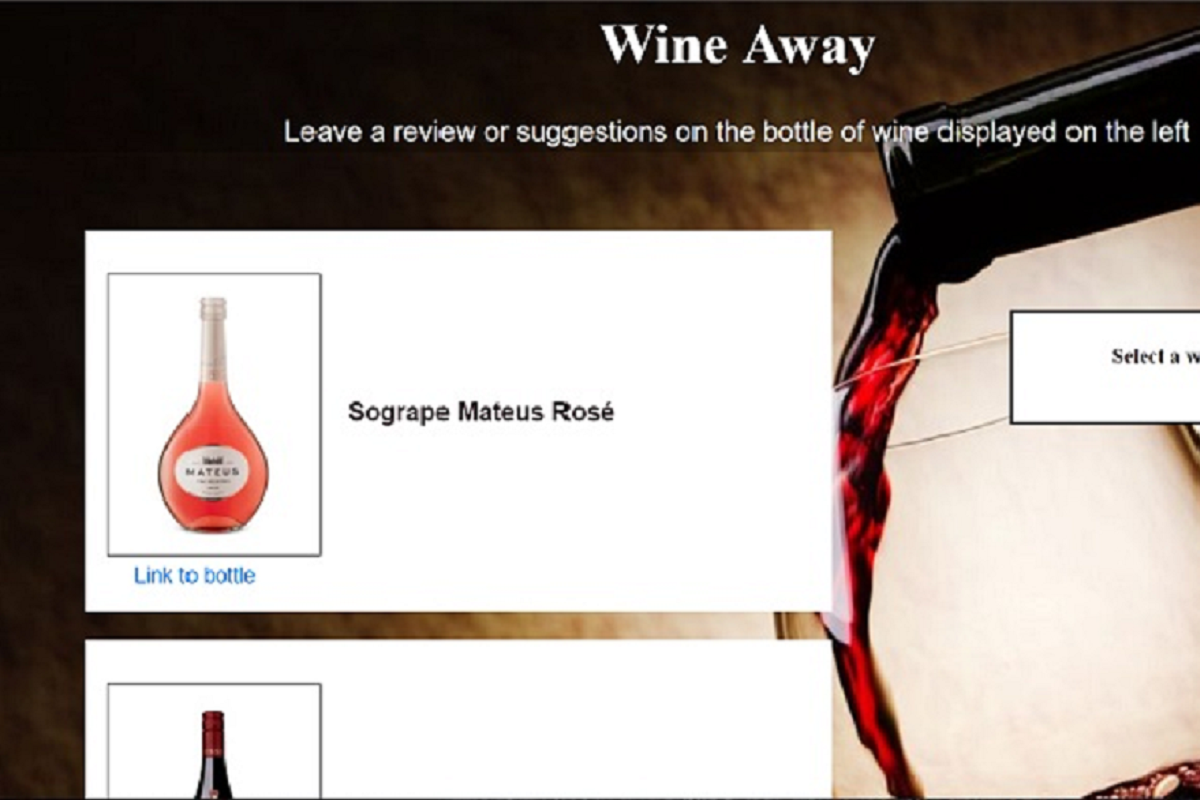 Wine Away
Leave a review or suggestions on the bottle of wine displayed on the left
Select a w
MATEUS
Sogrape Mateus Rosé
Link to bottle